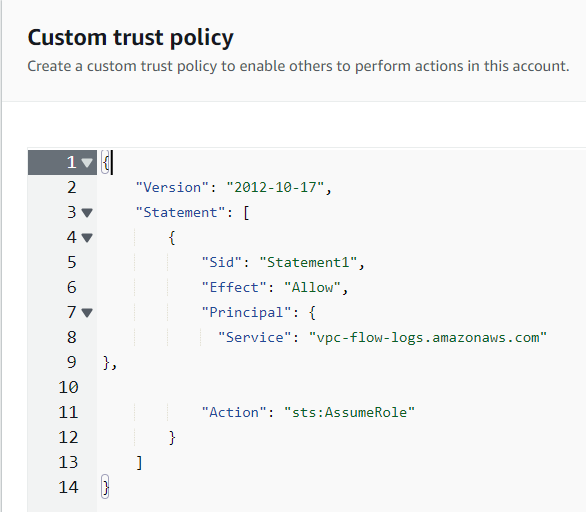 Custom trust policy
Create a custom trust policy to enable others to perform actions in this account.
1 {
2     "Version": "2012-10-17",
3     "Statement": [
4         {
5             "Sid": "Statement1",
6             "Effect": "Allow",
7             "Principal": {
8               "Service": "vpc-flow-logs.amazonaws.com"
9 },
10
11             "Action": "sts:AssumeRole"
12         }
13     ]
14 }